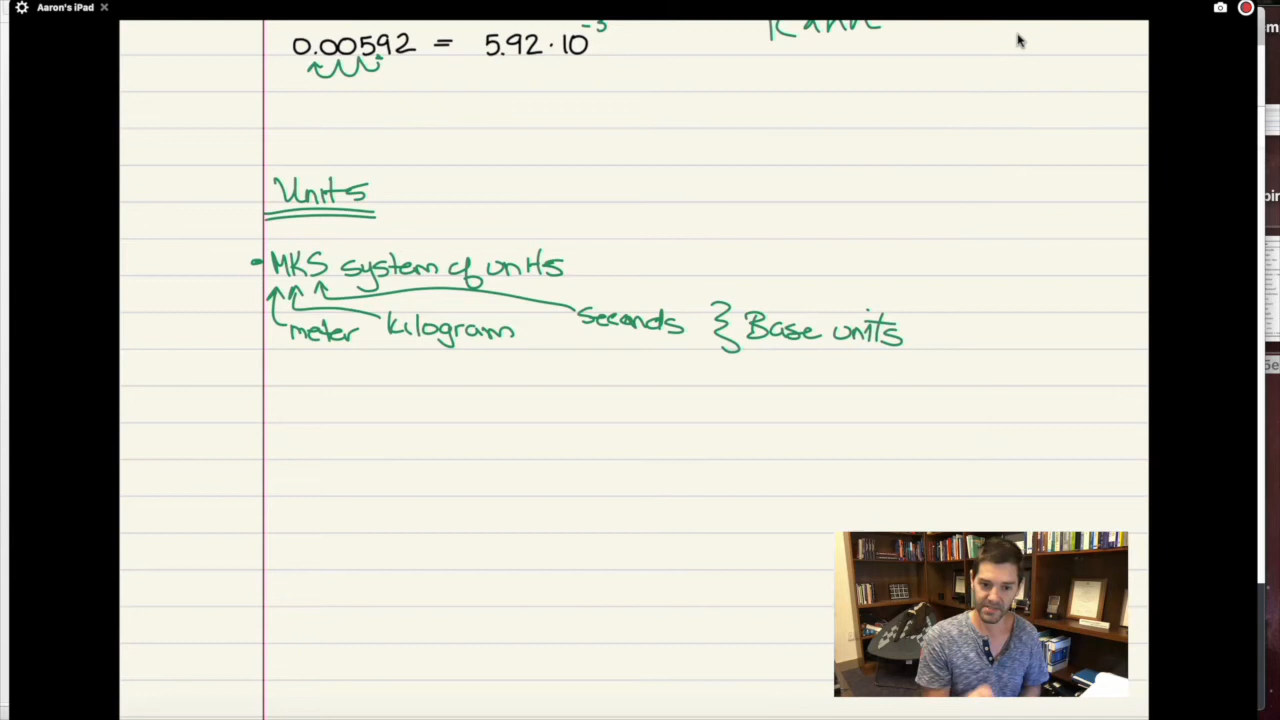 Aaron's iPad
-3
0.00592 = 5.92·10
Units
MKS system of units
meter kilogram seconds } Base units